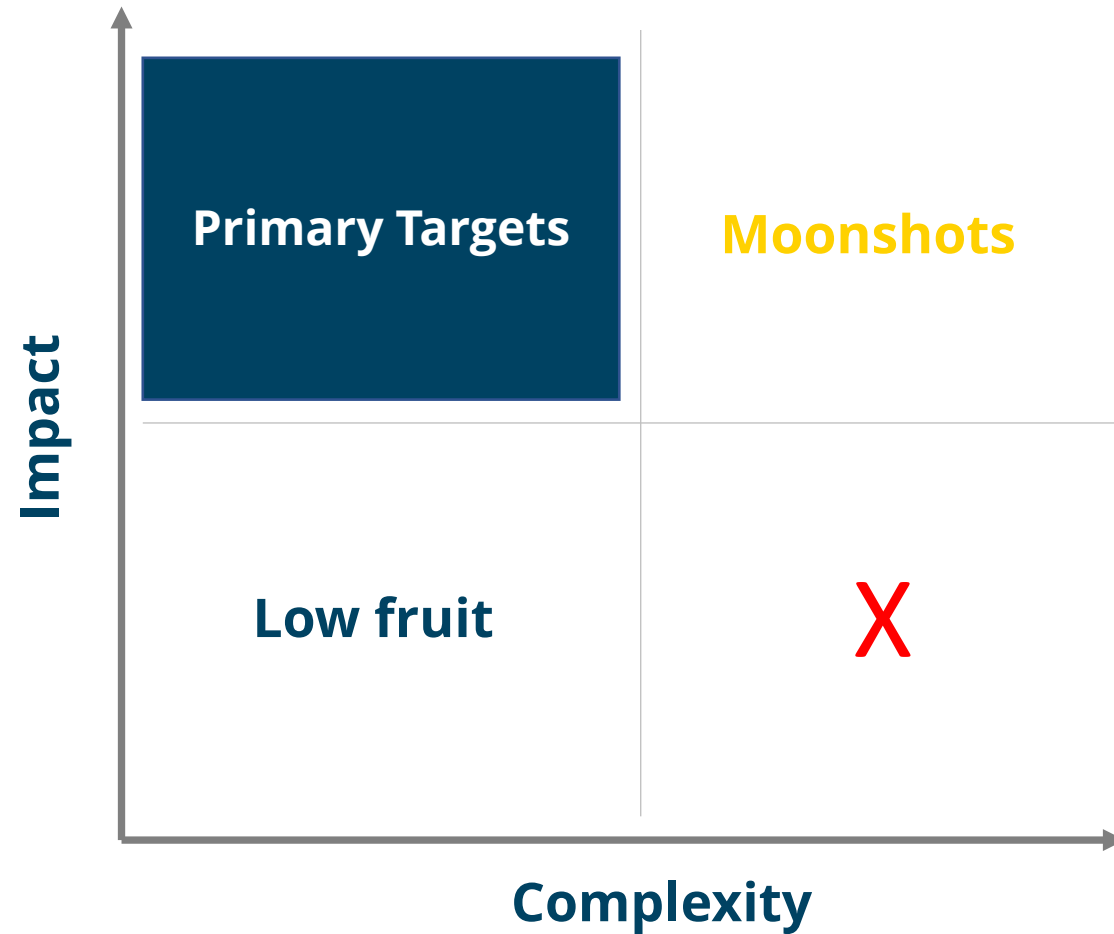 Primary Targets
Moonshots
Impact
Low fruit
X
Complexity